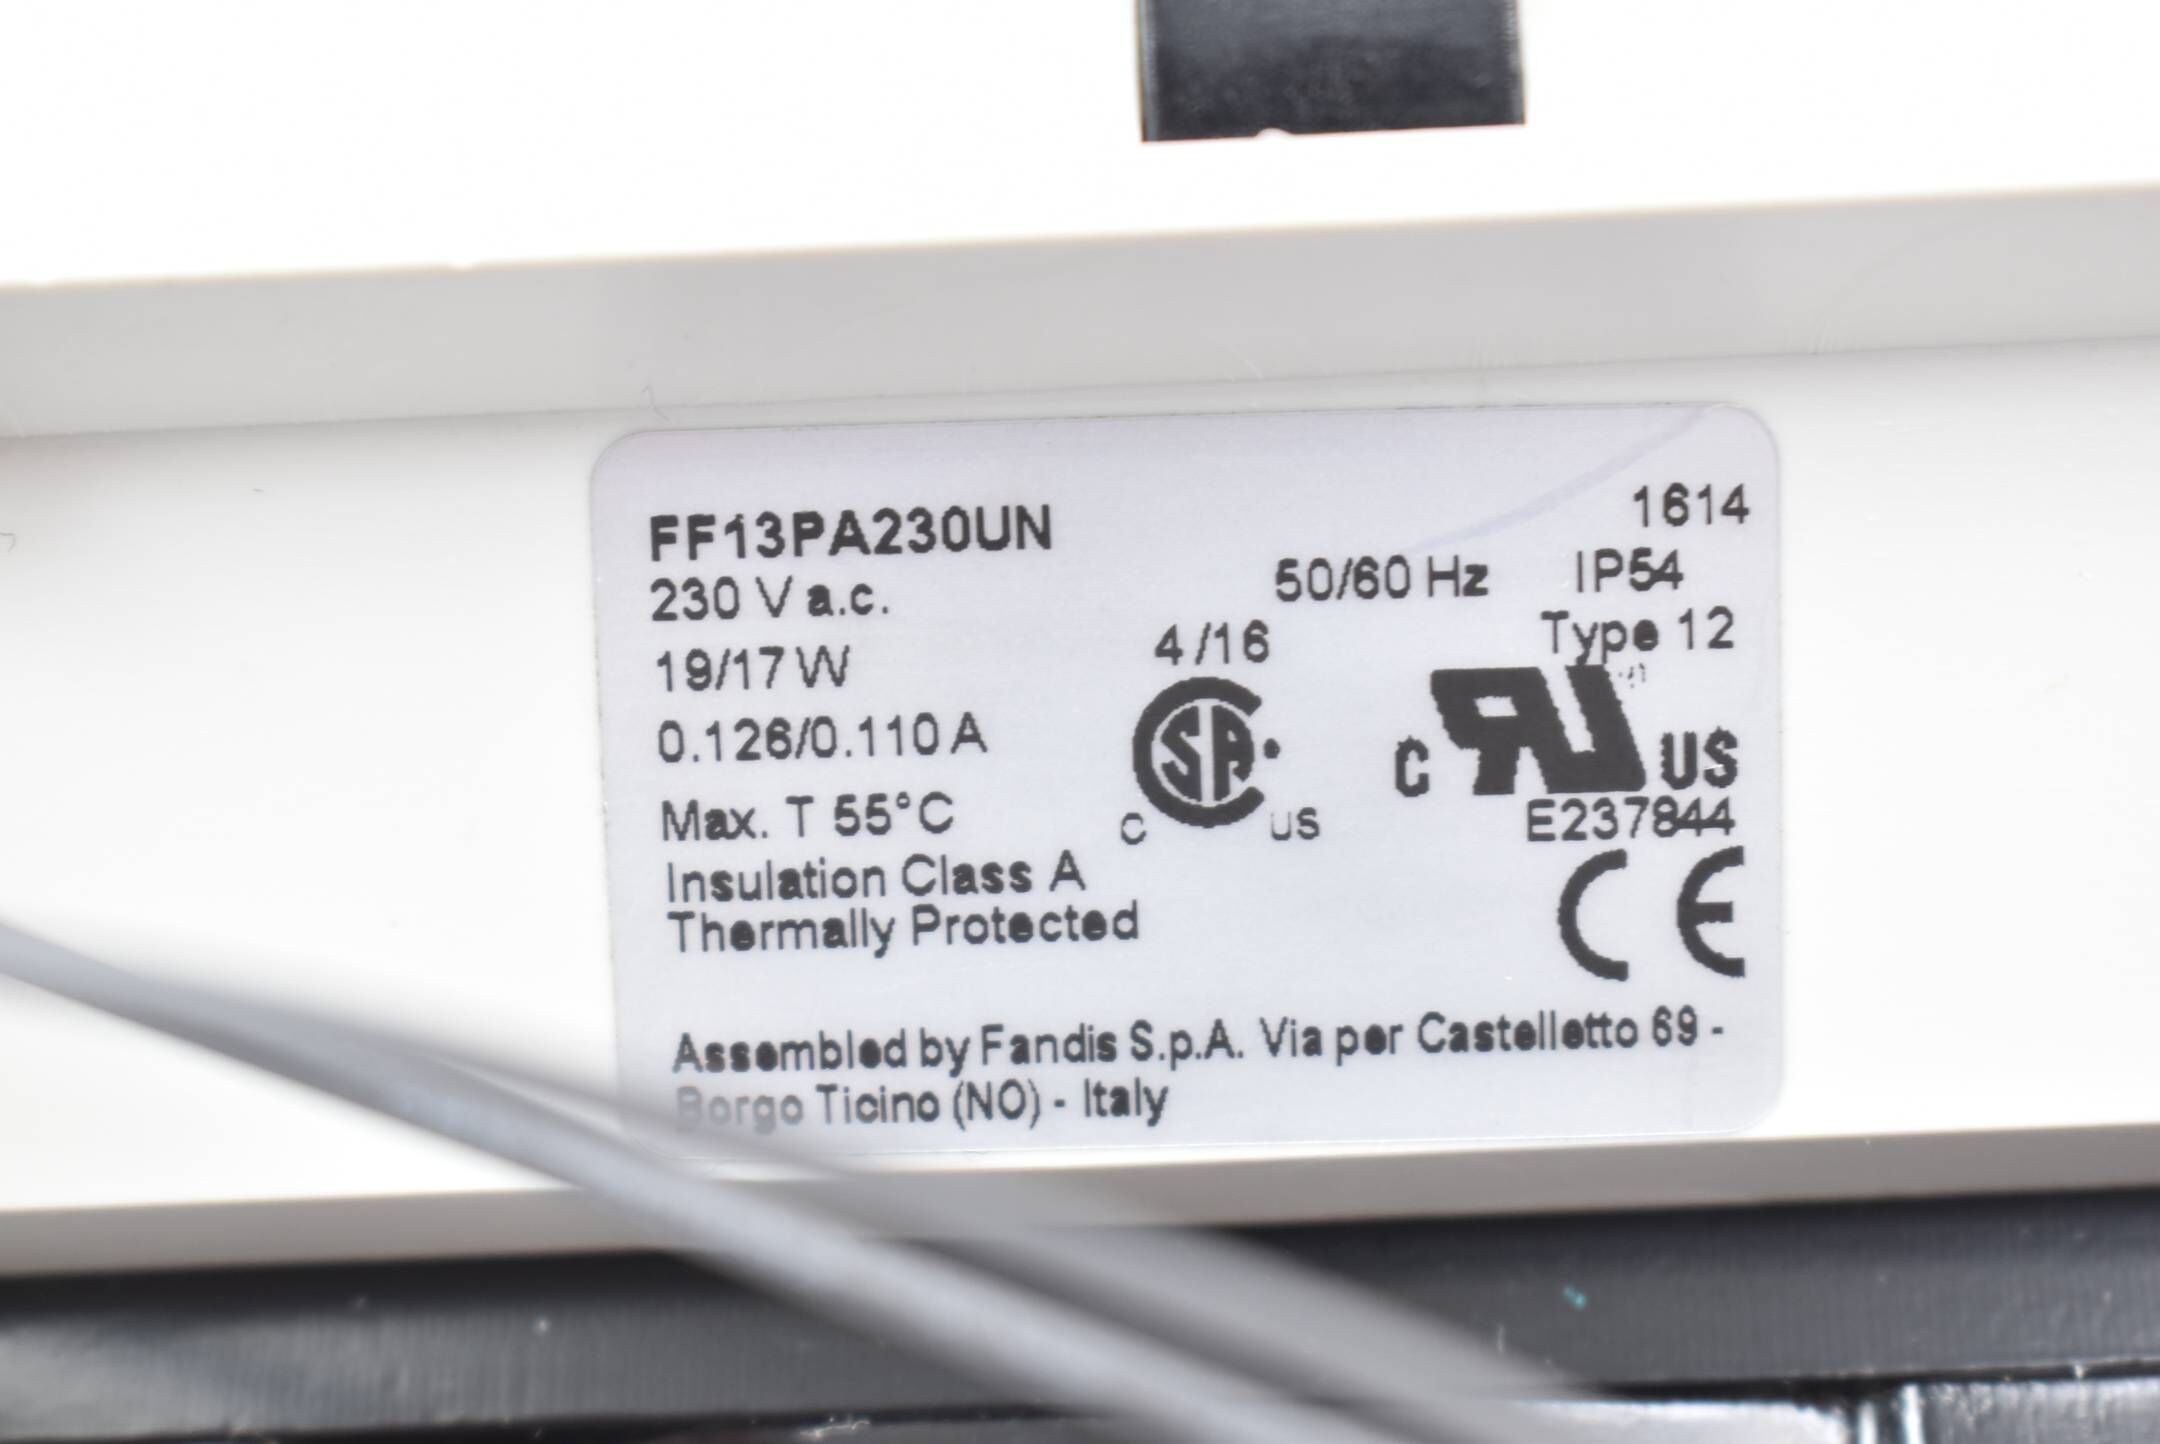 FF13PA230UN 1614
230 V a.c. 50/60 Hz IP54
4 /16 Type 12
19/17 W
0.126/0.110 A
SA
C US
C RU US
Max. T 55°C E237844
Insulation Class A
Thermally Protected CE
Assembled by Fandis S.p.A. Via per Castelletto 69 -
Borgo Ticino (NO) - Italy